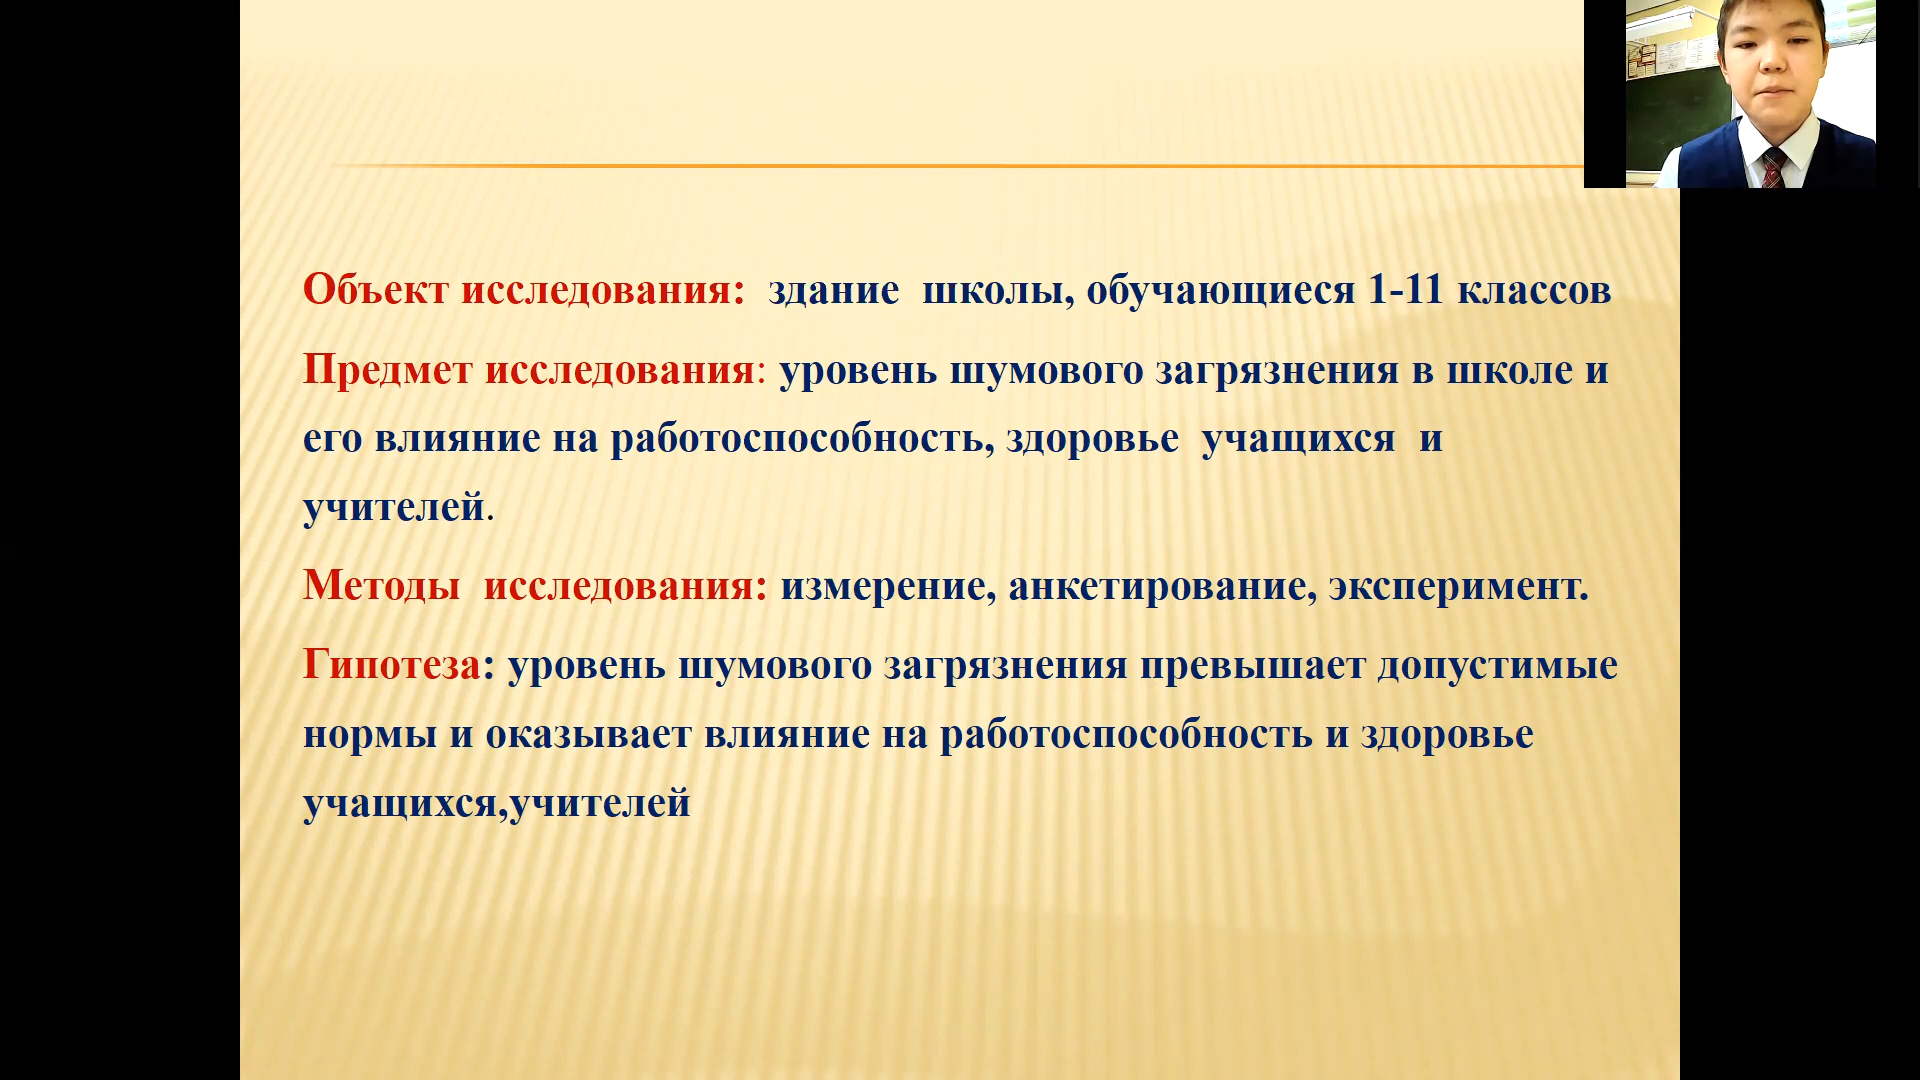 Объект исследования: здание школы, обучающиеся 1-11 классов
Предмет исследования: уровень шумового загрязнения в школе и
его влияние на работоспособность, здоровье учащихся и
учителей.
Методы исследования: измерение, анкетирование, эксперимент.
Гипотеза: уровень шумового загрязнения превышает допустимые
нормы и оказывает влияние на работоспособность и здоровье
учащихся,учителей